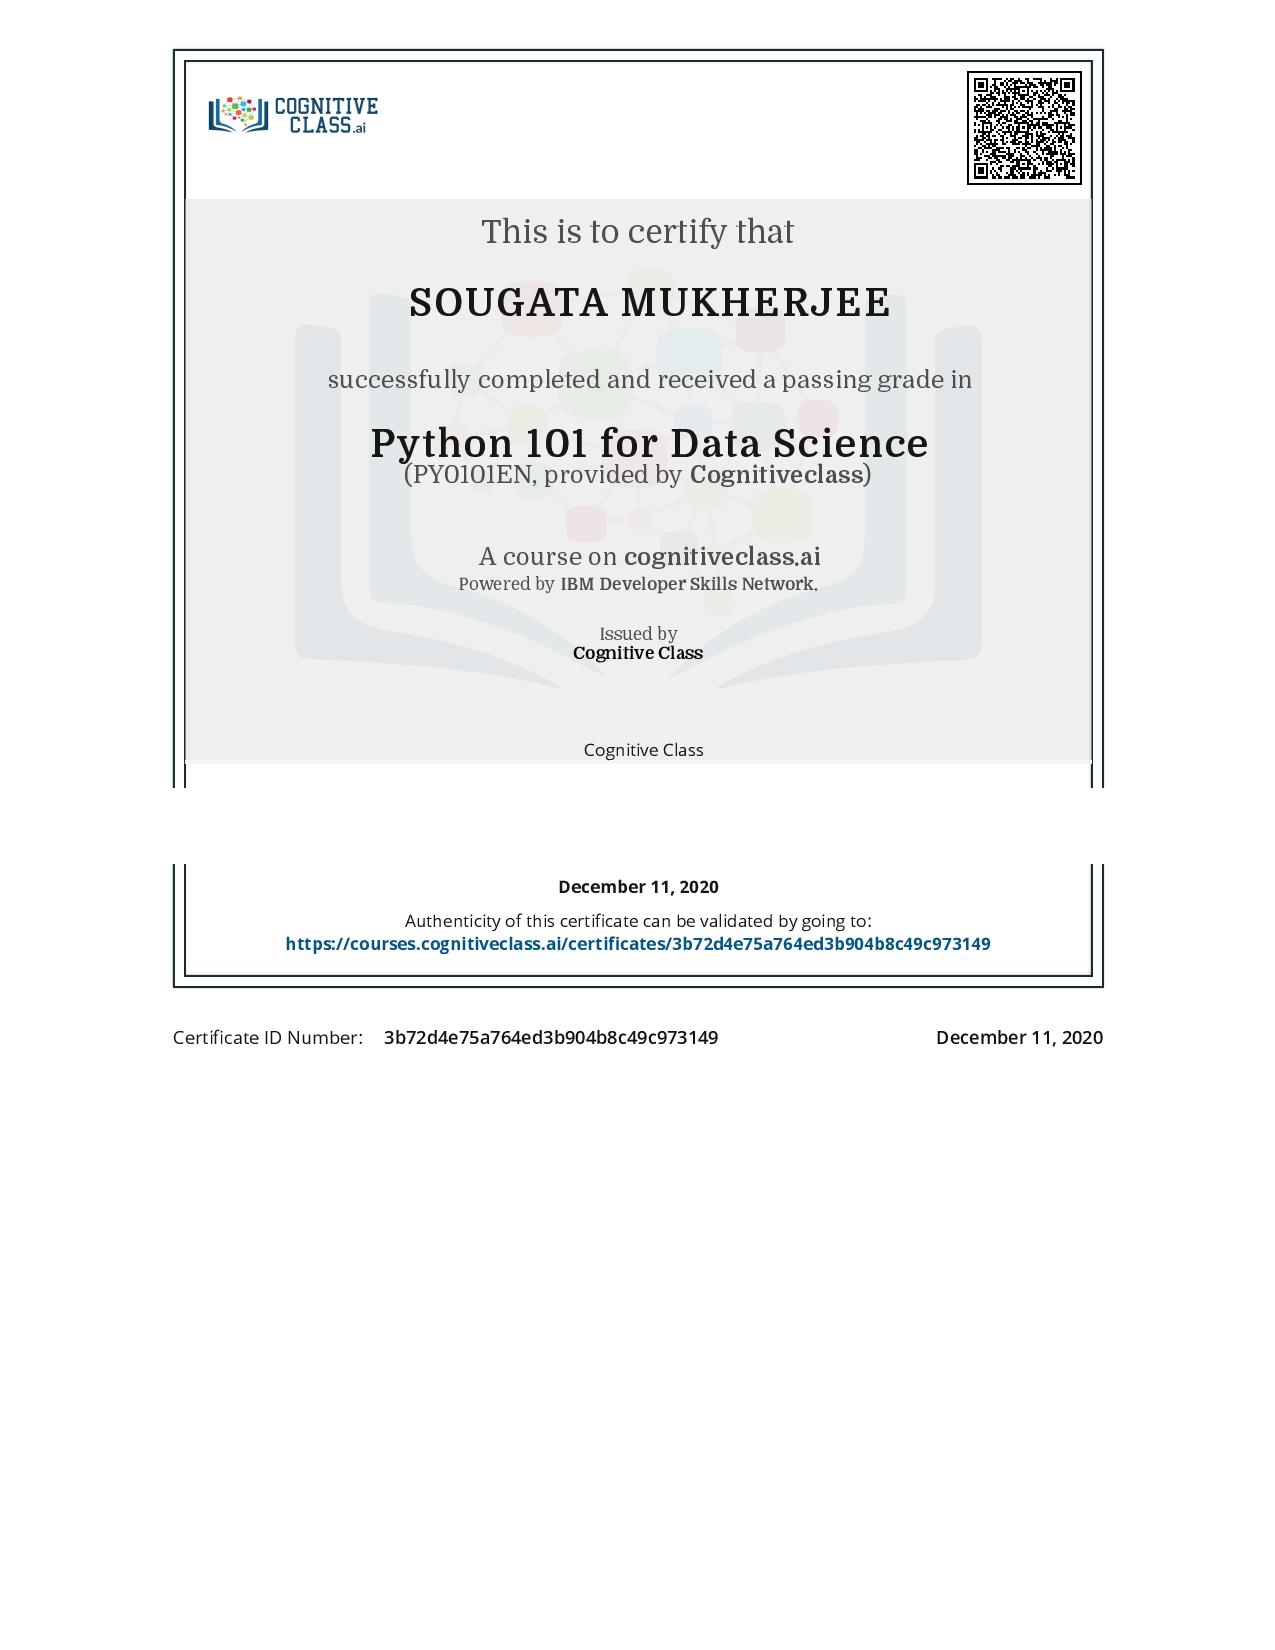 COGNITIVE
CLASS.ai
This is to certify that
SOUGATA MUKHERJEE
successfully completed and received a passing grade in
Python 101 for Data Science
(PY0101EN, provided by Cognitiveclass)
A course on cognitiveclass.ai
Powered by IBM Developer Skills Network.
Issued by
Cognitive Class
Cognitive Class
December 11, 2020
Authenticity of this certificate can be validated by going to:
https://courses.cognitiveclass.ai/certificates/3b72d4e75a764ed3b904b8c49c973149
Certificate ID Number: 3b72d4e75a764ed3b904b8c49c973149 December 11, 2020